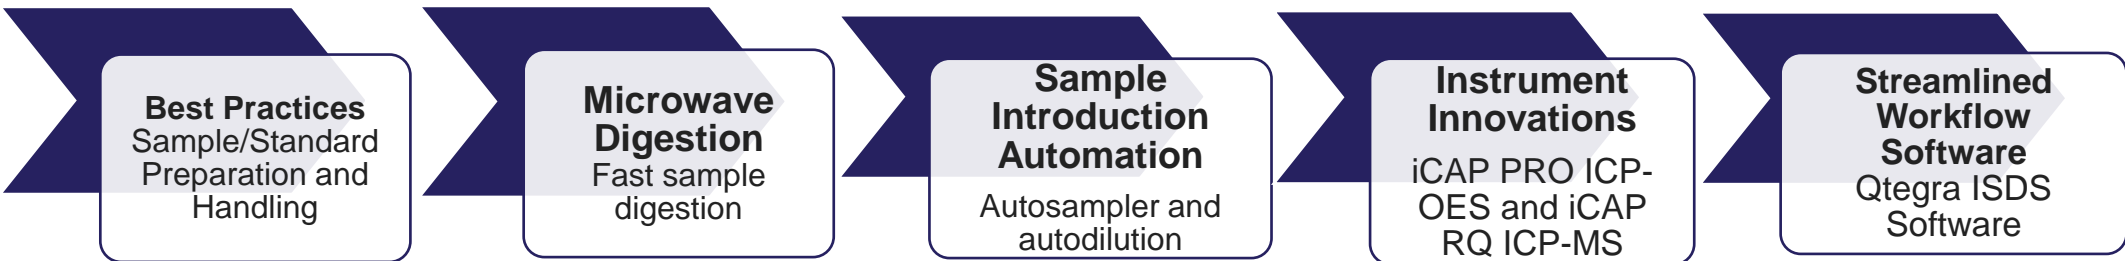 Best Practices
Sample/Standard
Preparation and
Handling
Microwave
Digestion
Fast sample
digestion
Sample
Introduction
Automation
Autosampler and
autodilution
Instrument
Innovations
iCAP PRO ICP-
OES and iCAP
RQ ICP-MS
Streamlined
Workflow
Software
Qtegra ISDS
Software